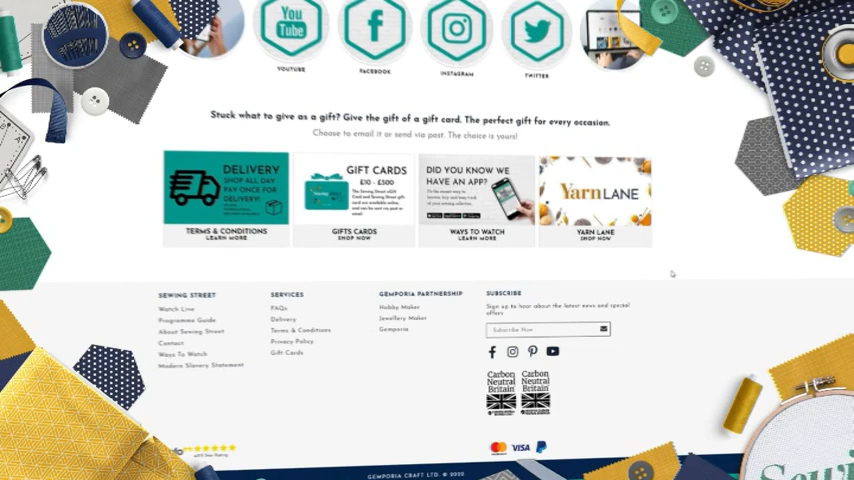 You
Tube
YOUTUBE
FACEBOOK
INSTAGRAM
TWITTER
Stuck what to give as a gift? Give the gift of a gift card. The perfect gift for every occasion.
Choose to email it or send via post. The choice is yours!
DELIVERY
SHOP ALL DAY
PAY ONCE FOR
DELIVERY!
TERMS & CONDITIONS
LEARN MORE
GIFT CARDS
£10 - £500
GIFTS CARDS
SHOP NOW
DID YOU KNOW WE
HAVE AN APP?
WAYS TO WATCH
LEARN MORE
YarnLANE
YARN LANE
SHOP NOW
SEWING STREET
Watch Live
Programme Guide
About Sewing Street
Contact
Ways To Watch
Modern Slavery Statement
SERVICES
FAQs
Delivery
Terms & Conditions
Privacy Policy
Gift Cards
GEMPORIA PARTNERSHIP
Hobby Maker
Jewellery Maker
Gemporia
SUBSCRIBE
Sign up to hear about the latest news and special
offers
Subscribe Now
Carbon
Neutral
Britain
Carbon
Neutral
Britain
VISA
GEMPORIA CRAFT LTD. © 2022
Sewi